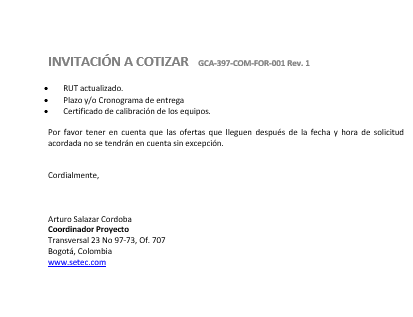 INVITACIÓN A COTIZAR GCA-397-COM-FOR-001 Rev. 1
• RUT actualizado.
• Plazo y/o Cronograma de entrega
• Certificado de calibración de los equipos.
Por favor tener en cuenta que las ofertas que lleguen después de la fecha y hora de solicitud
acordada no se tendrán en cuenta sin excepción.
Cordialmente,
Arturo Salazar Cordoba
Coordinador Proyecto
Transversal 23 No 97-73, Of. 707
Bogotá, Colombia
www.setec.com